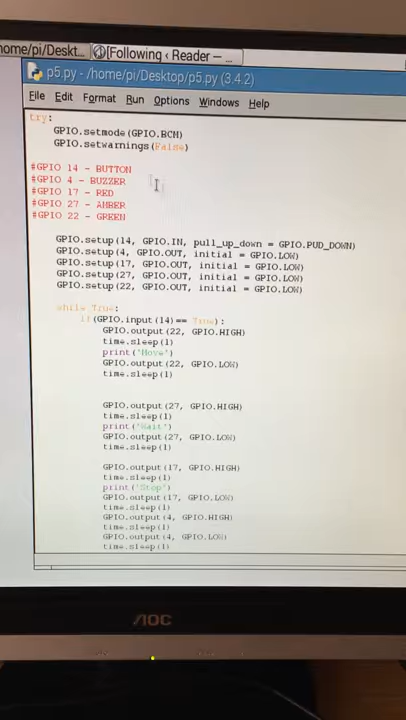 home/pi/Deskt... [Following ‹ Reader — ...
p5.py - /home/pi/Desktop/p5.py (3.4.2)
File Edit Format Run Options Windows Help
try:
    GPIO.setmode(GPIO.BCM)
    GPIO.setwarnings(False)
#GPIO 14 - BUTTON
#GPIO 4 - BUZZER
#GPIO 17 - RED
#GPIO 27 - AMBER
#GPIO 22 - GREEN
    GPIO.setup(14, GPIO.IN, pull_up_down = GPIO.PUD_DOWN)
    GPIO.setup(4, GPIO.OUT, initial = GPIO.LOW)
    GPIO.setup(17, GPIO.OUT, initial = GPIO.LOW)
    GPIO.setup(27, GPIO.OUT, initial = GPIO.LOW)
    GPIO.setup(22, GPIO.OUT, initial = GPIO.LOW)
    while True:
        if(GPIO.input(14)== True):
            GPIO.output(22, GPIO.HIGH)
            time.sleep(1)
            print('Move')
            GPIO.output(22, GPIO.LOW)
            time.sleep(1)
            GPIO.output(27, GPIO.HIGH)
            time.sleep(1)
            print('Wait')
            GPIO.output(27, GPIO.LOW)
            time.sleep(1)
            GPIO.output(17, GPIO.HIGH)
            time.sleep(1)
            print('Stop')
            GPIO.output(17, GPIO.LOW)
            time.sleep(1)
            GPIO.output(4, GPIO.HIGH)
            time.sleep(1)
            GPIO.output(4, GPIO.LOW)
            time.sleep(1)
AOC